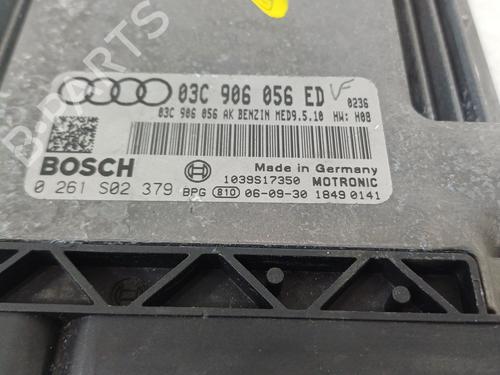 B-PARTS
03C 906 056 ED VF
0236
03C 906 056 AK BENZIN MED9.5.10 HW: H08
BOSCH
Made in Germany
1039S17350 MOTRONIC
0 261 S02 379 BPG 810 06-09-30 1849 0141